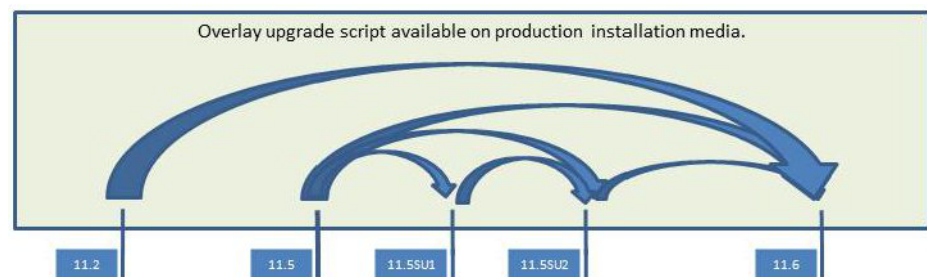 Overlay upgrade script available on production installation media.
11.2
11.5
11.5SU1
11.5SU2
11.6